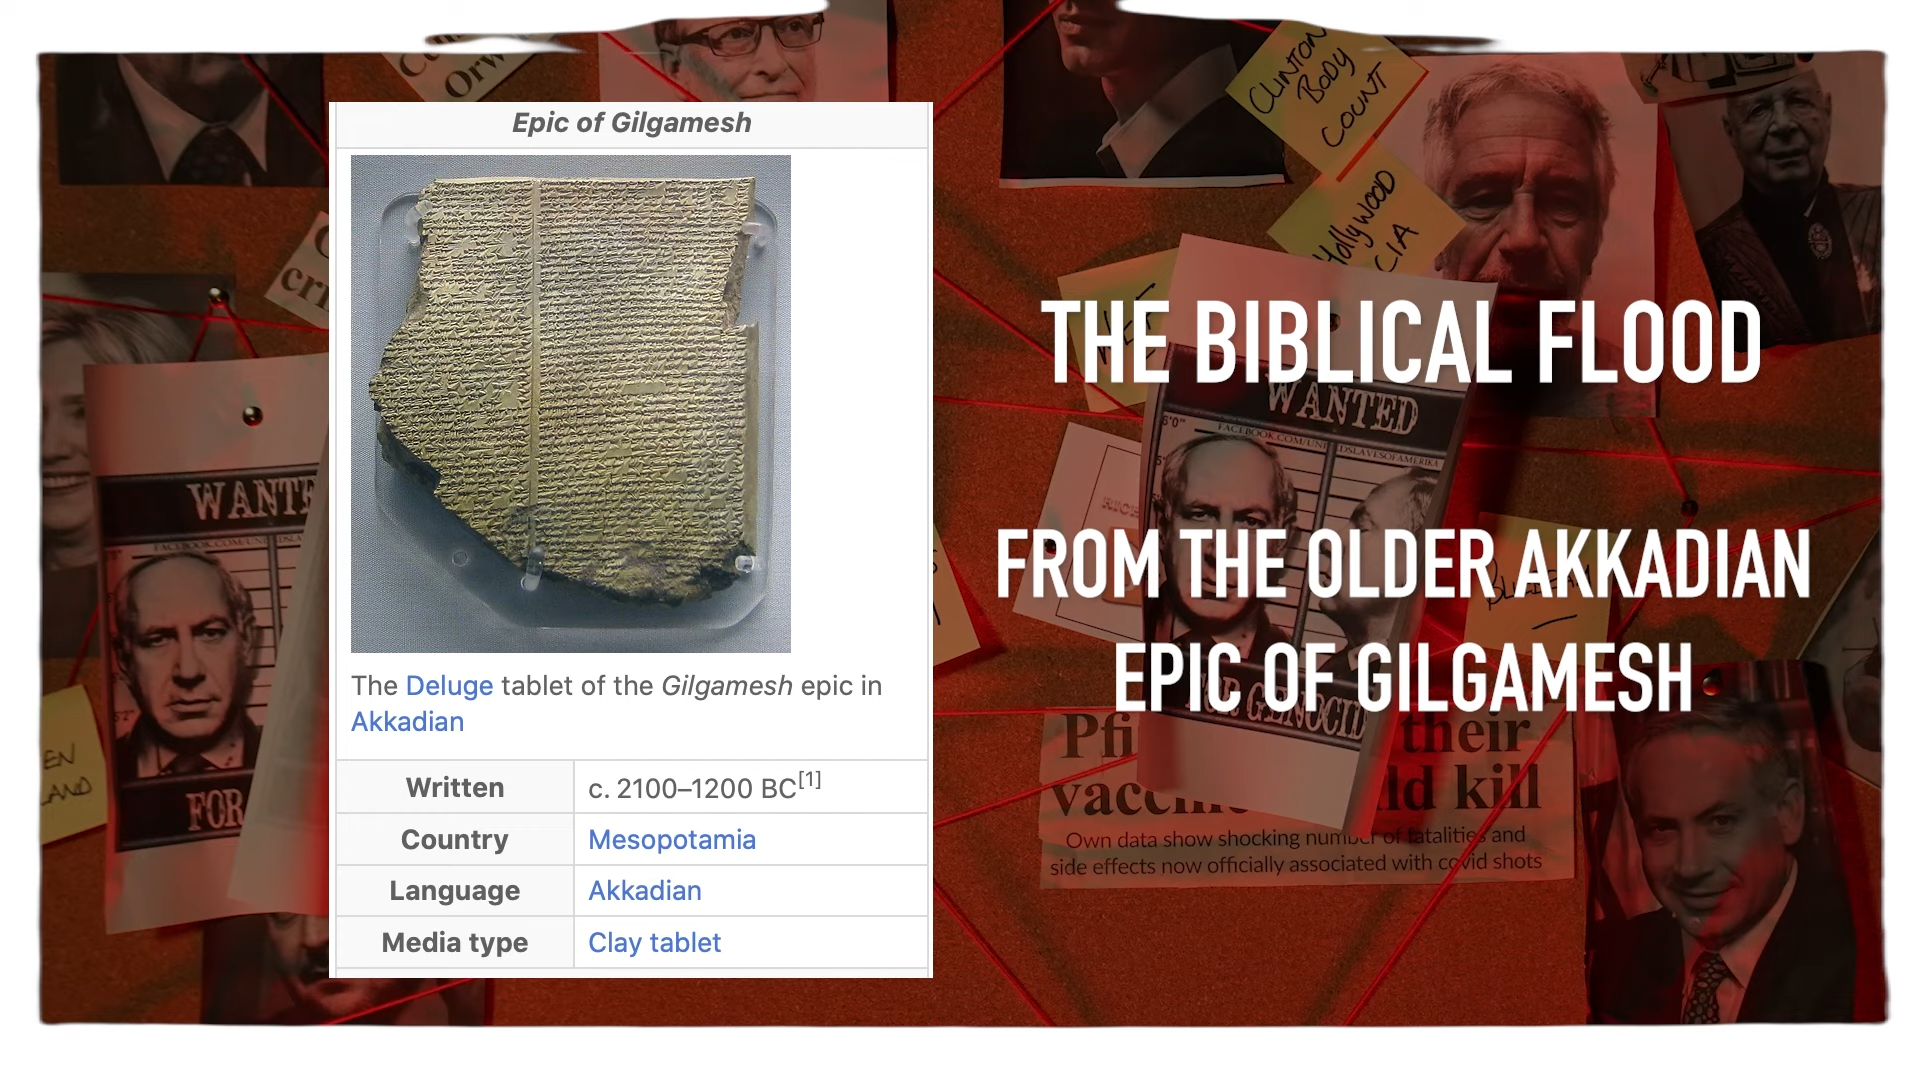 Epic of Gilgamesh
The Deluge tablet of the Gilgamesh epic in
Akkadian
Written c. 2100–1200 BC[1]
Country Mesopotamia
Language Akkadian
Media type Clay tablet
THE BIBLICAL FLOOD
FROM THE OLDER AKKADIAN
EPIC OF GILGAMESH
CLINTON
BODY
COUNT
Hollywood
CIA
WANTED
their
kill
Own data show shocking number of fatalities and
side effects now officially associated with covid shots
FOR GENOCID
FOR